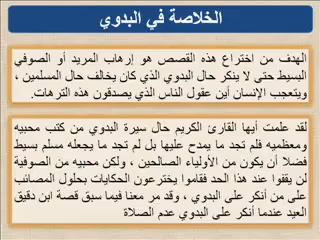 الخلاصة في البدوي
الهدف من اختراع هذه القصص هو إرهاب المريد أو الصوفي
البسيط حتى لا ينكر حال البدوي الذي كان يخالف حال المسلمين ،
ويتعجب الإنسان أين عقول الناس الذي يصدقون هذه الترهات.
لقد علمت أيها القارئ الكريم حال سيرة البدوي من كتب محبيه
ومعظميه فلم تجد ما يمدح عليها بل لم تجد ما يجعله مسلم بسيط
فضلا أن يكون من الأولياء الصالحين ، ولكن محبيه من الصوفية
لن يقفوا عند هذا الحد فقاموا يخترعون الحكايات بحلول المصائب
على من أنكر على البدوي ، وقد مر معنا فيما سبق قصة ابن دقيق
العيد عندما أنكر على البدوي عدم الصلاة